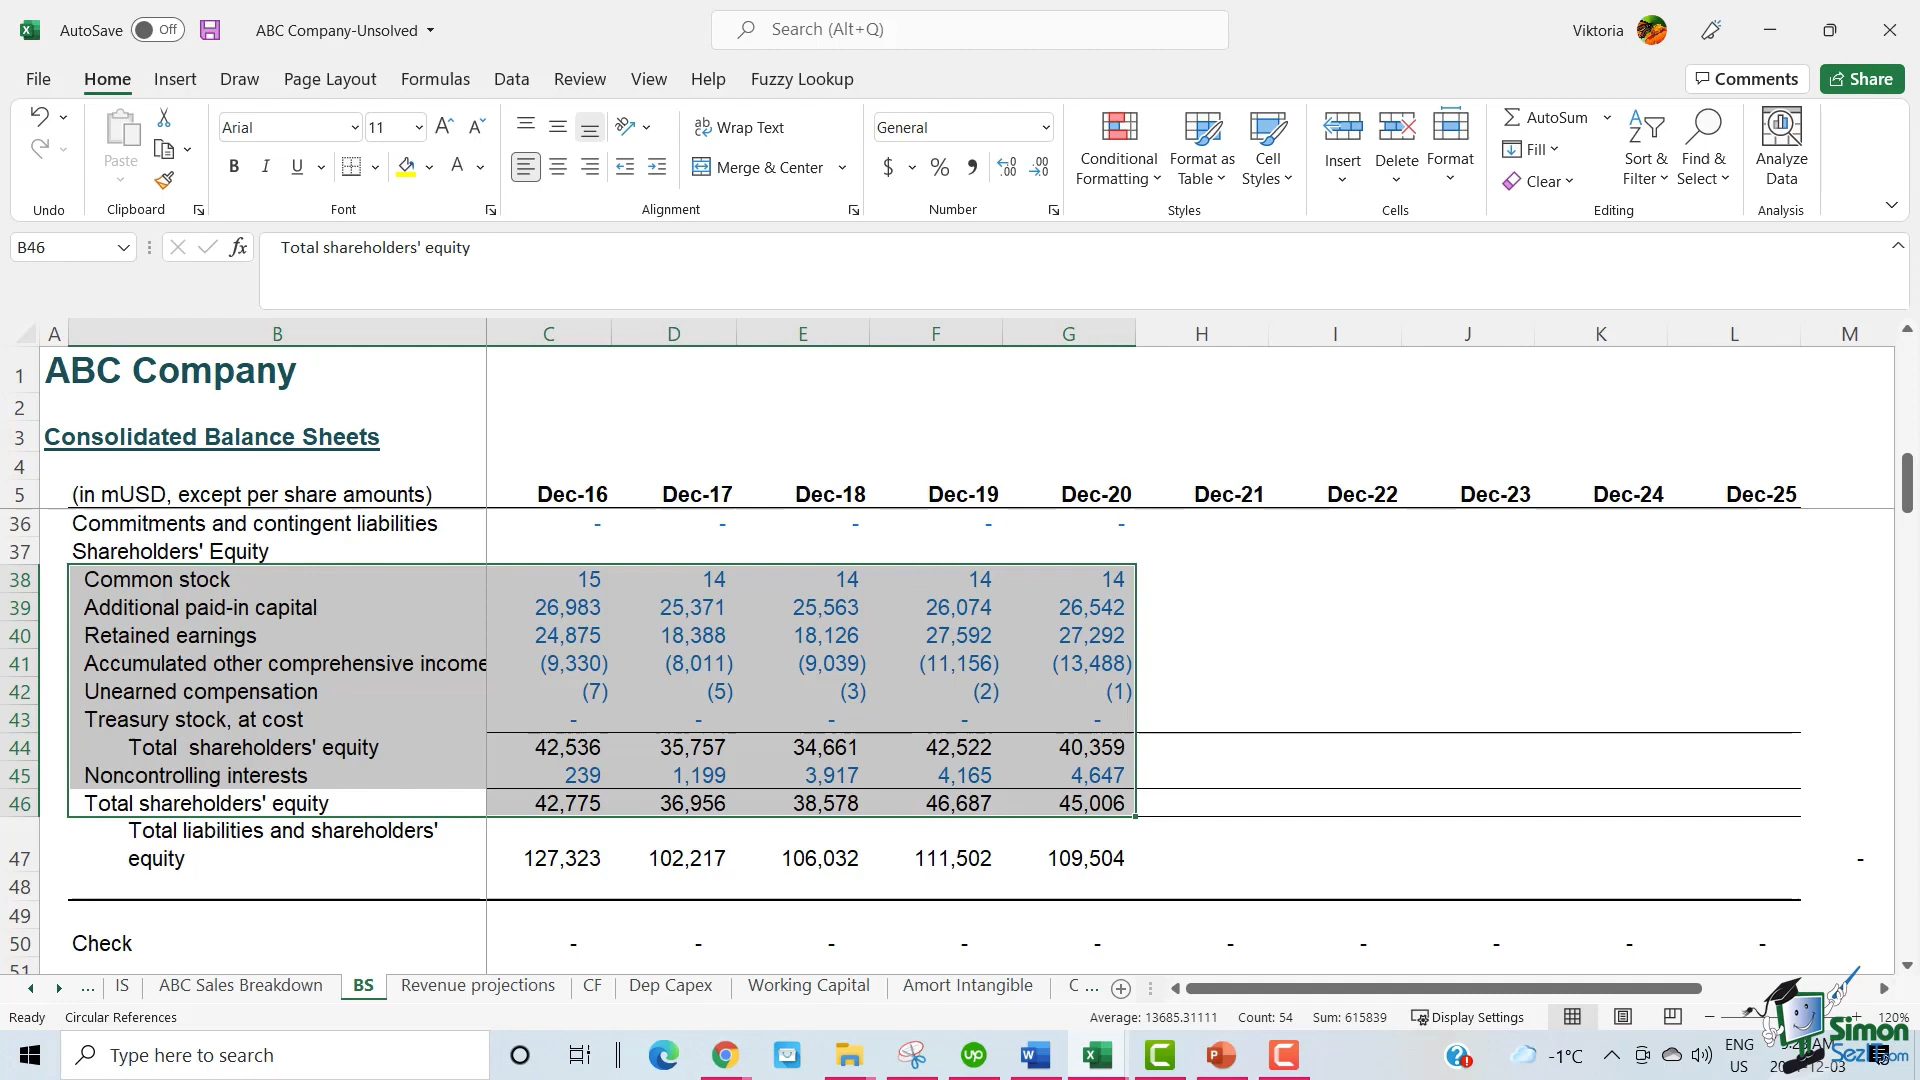 AutoSave Off ABC Company-Unsolved Search (Alt+Q) Viktoria
File Home Insert Draw Page Layout Formulas Data Review View Help Fuzzy Lookup Comments Share
Arial 11 Wrap Text General AutoSum
Paste Conditional Format as Cell Insert Delete Format Fill Sort & Find & Analyze
B I U A Merge & Center $ % Formatting Table Styles Clear Filter Select Data
Undo Clipboard Font Alignment Number Styles Cells Editing Analysis
B46 fx Total shareholders' equity
A B C D E F G H I J K L M
1 ABC Company
2
3 Consolidated Balance Sheets
4
5 (in mUSD, except per share amounts) Dec-16 Dec-17 Dec-18 Dec-19 Dec-20 Dec-21 Dec-22 Dec-23 Dec-24 Dec-25
36 Commitments and contingent liabilities - - - - -
37 Shareholders' Equity
38 Common stock 15 14 14 14 14
39 Additional paid-in capital 26,983 25,371 25,563 26,074 26,542
40 Retained earnings 24,875 18,388 18,126 27,592 27,292
41 Accumulated other comprehensive income (9,330) (8,011) (9,039) (11,156) (13,488)
42 Unearned compensation (7) (5) (3) (2) (1)
43 Treasury stock, at cost - - - - -
44 Total  shareholders' equity 42,536 35,757 34,661 42,522 40,359
45 Noncontrolling interests 239 1,199 3,917 4,165 4,647
46 Total shareholders' equity 42,775 36,956 38,578 46,687 45,006
Total liabilities and shareholders'
47 equity 127,323 102,217 106,032 111,502 109,504 -
48
49
50 Check - - - - - - - - - -
51
... IS ABC Sales Breakdown BS Revenue projections CF Dep Capex Working Capital Amort Intangible C ...
Ready Circular References Average: 13685.31111 Count: 54 Sum: 615839 Display Settings 120%
Type here to search -1°C ENG
US
Simon
SezIT.com